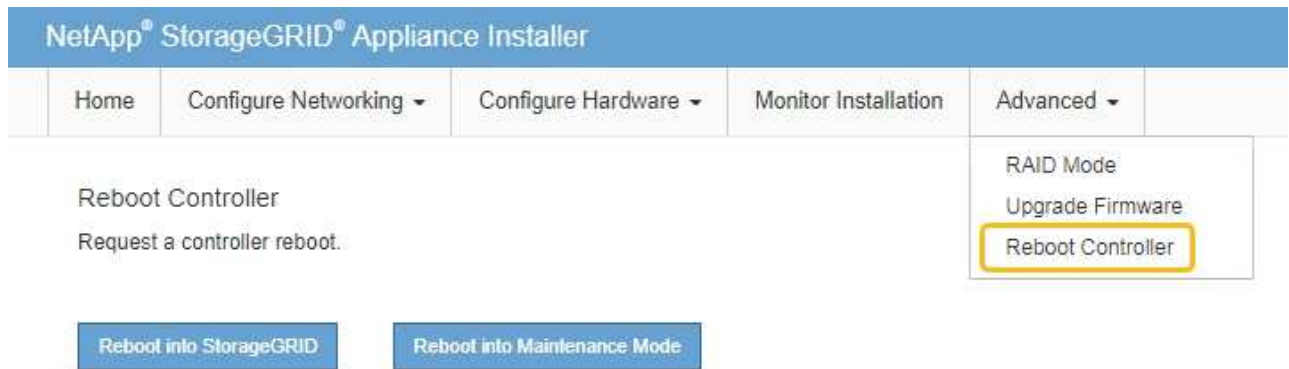 NetApp® StorageGRID® Appliance Installer
Home Configure Networking Configure Hardware Monitor Installation Advanced
RAID Mode
Upgrade Firmware
Reboot Controller
Reboot Controller
Request a controller reboot.
Reboot into StorageGRID Reboot into Maintenance Mode